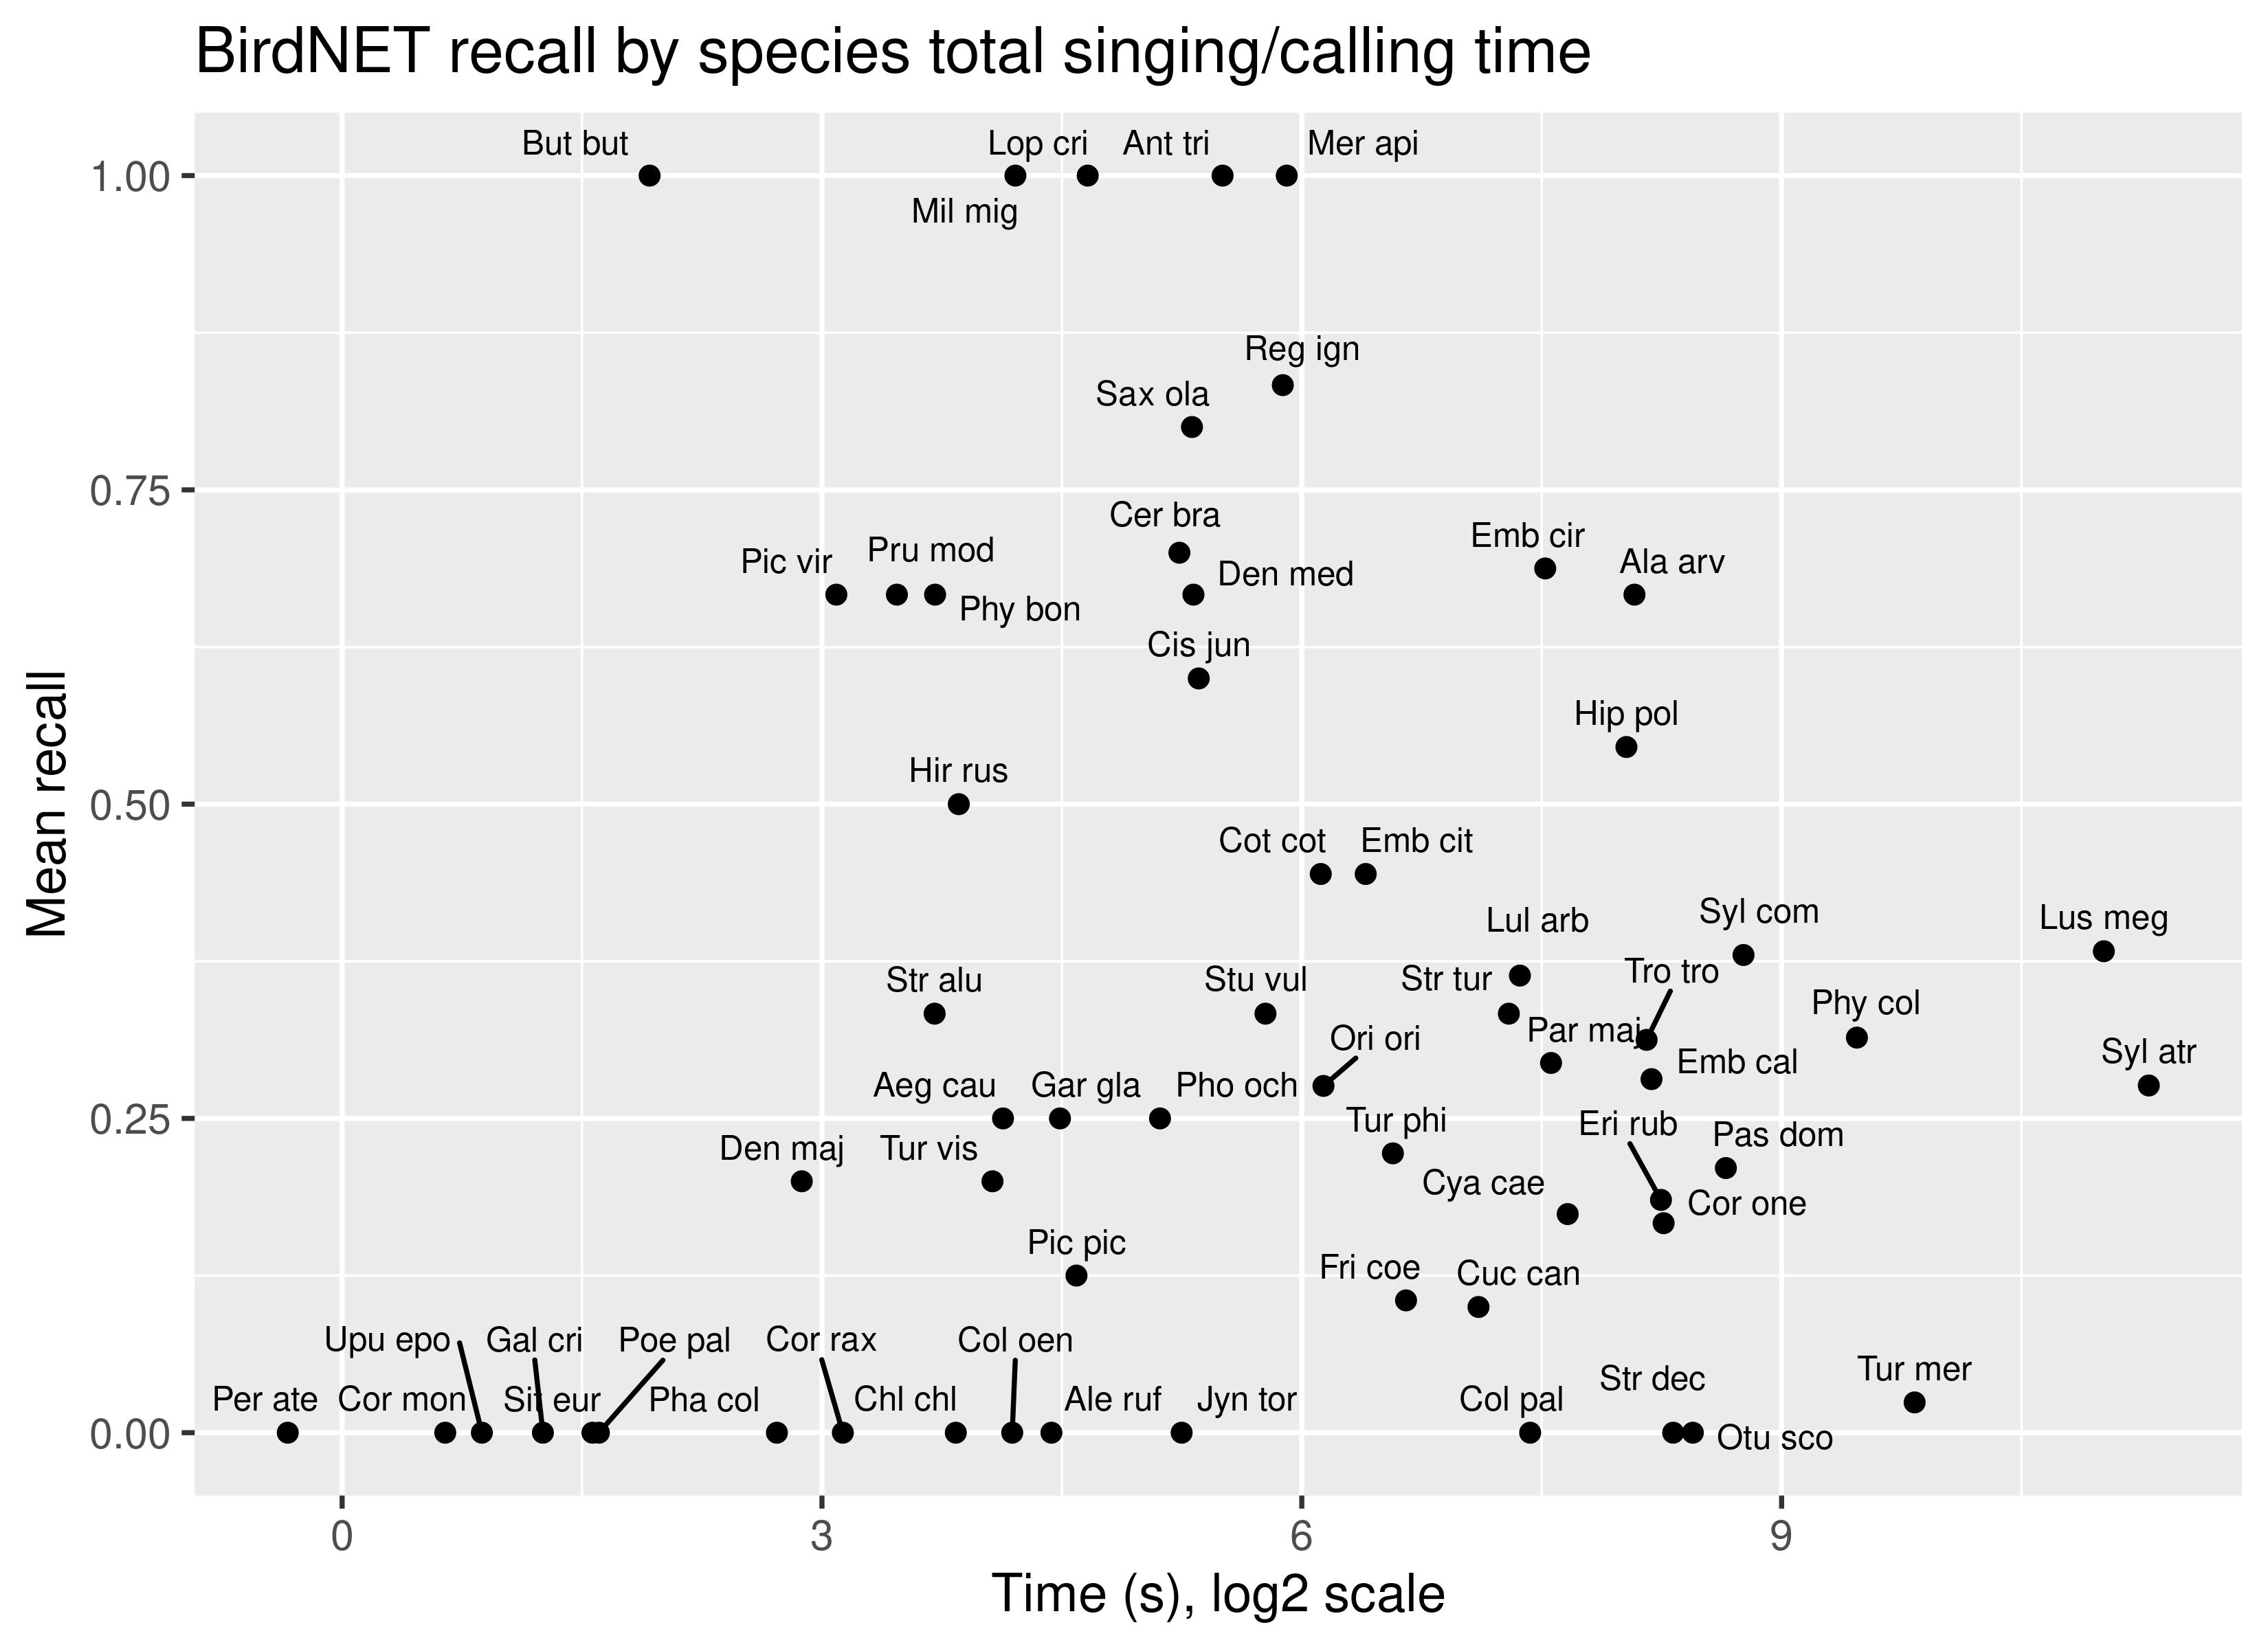 BirdNET recall by species total singing/calling time
Mean recall
1.00
0.75
0.50
0.25
0.00
But but
Lop cri
Ant tri
Mer api
Mil mig
Reg ign
Sax ola
Cer bra
Emb cir
Pic vir
Pru mod
Den med
Ala arv
Phy bon
Cis jun
Hip pol
Hir rus
Cot cot
Emb cit
Lul arb
Syl com
Lus meg
Str alu
Stu vul
Str tur
Tro tro
Phy col
Ori ori
Par maj
Emb cal
Syl atr
Aeg cau
Gar gla
Pho och
Tur phi
Eri rub
Pas dom
Den maj
Tur vis
Cya cae
Cor one
Pic pic
Fri coe
Cuc can
Upu epo
Gal cri
Poe pal
Cor rax
Col oen
Str dec
Tur mer
Per ate
Cor mon
Sit eur
Pha col
Chl chl
Ale ruf
Jyn tor
Col pal
Otu sco
0
3
6
9
Time (s), log2 scale